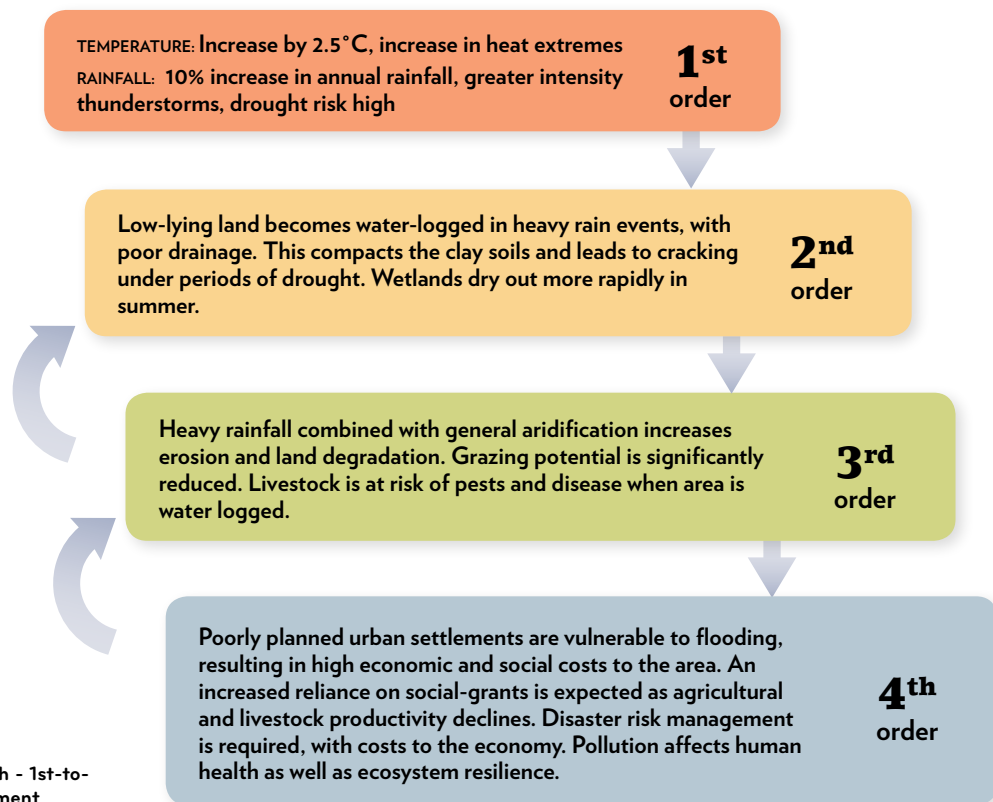 TEMPERATURE: Increase by 2.5°C, increase in heat extremes
RAINFALL: 10% increase in annual rainfall, greater intensity
thunderstorms, drought risk high
1st
order
Low-lying land becomes water-logged in heavy rain events, with
poor drainage. This compacts the clay soils and leads to cracking
under periods of drought. Wetlands dry out more rapidly in
summer.
2nd
order
Heavy rainfall combined with general aridification increases
erosion and land degradation. Grazing potential is significantly
reduced. Livestock is at risk of pests and disease when area is
water logged.
3rd
order
Poorly planned urban settlements are vulnerable to flooding,
resulting in high economic and social costs to the area. An
increased reliance on social-grants is expected as agricultural
and livestock productivity declines. Disaster risk management
is required, with costs to the economy. Pollution affects human
health as well as ecosystem resilience.
4th
order
- 1st-to-